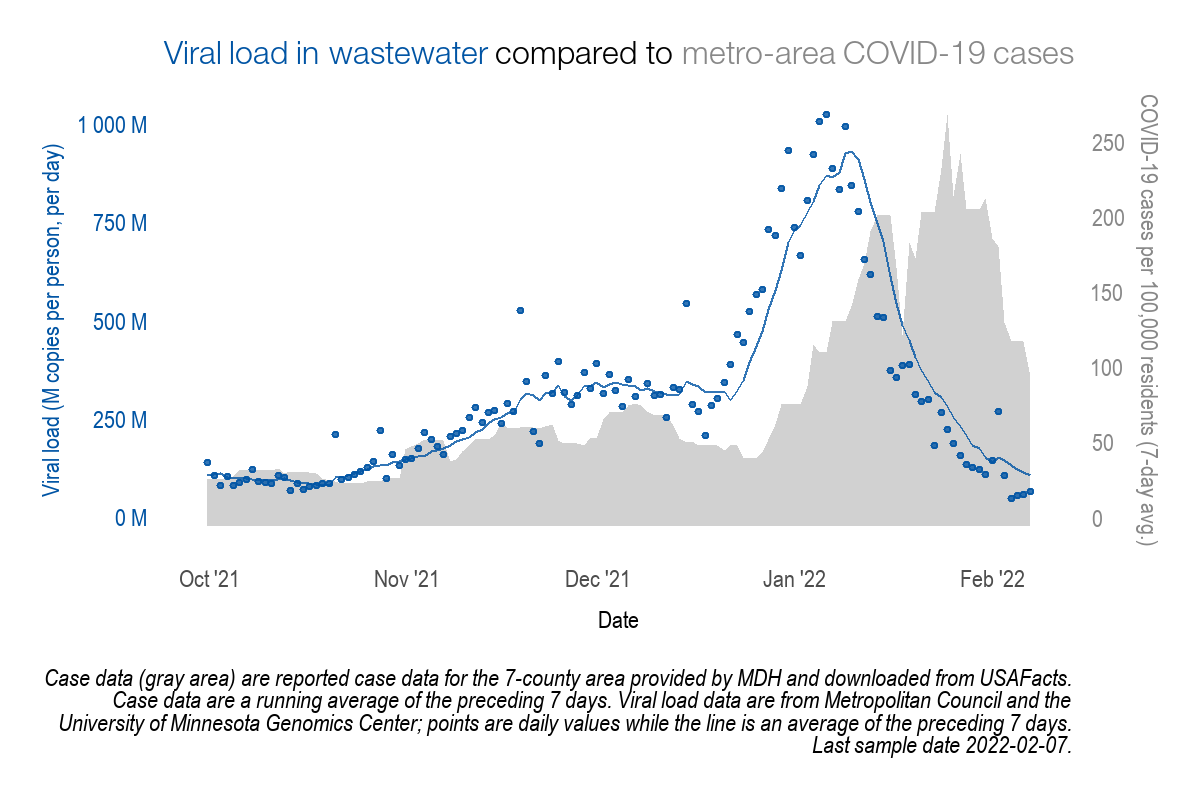 Viral load in wastewater compared to metro-area COVID-19 cases
1 000 M
750 M
500 M
250 M
0 M
Viral load (M copies per person, per day)
250
200
150
100
50
0
COVID-19 cases per 100,000 residents (7-day avg.)
Oct '21
Nov '21
Dec '21
Jan '22
Feb '22
Date
Case data (gray area) are reported case data for the 7-county area provided by MDH and downloaded from USAFacts.
Case data are a running average of the preceding 7 days. Viral load data are from Metropolitan Council and the
University of Minnesota Genomics Center; points are daily values while the line is an average of the preceding 7 days.
Last sample date 2022-02-07.